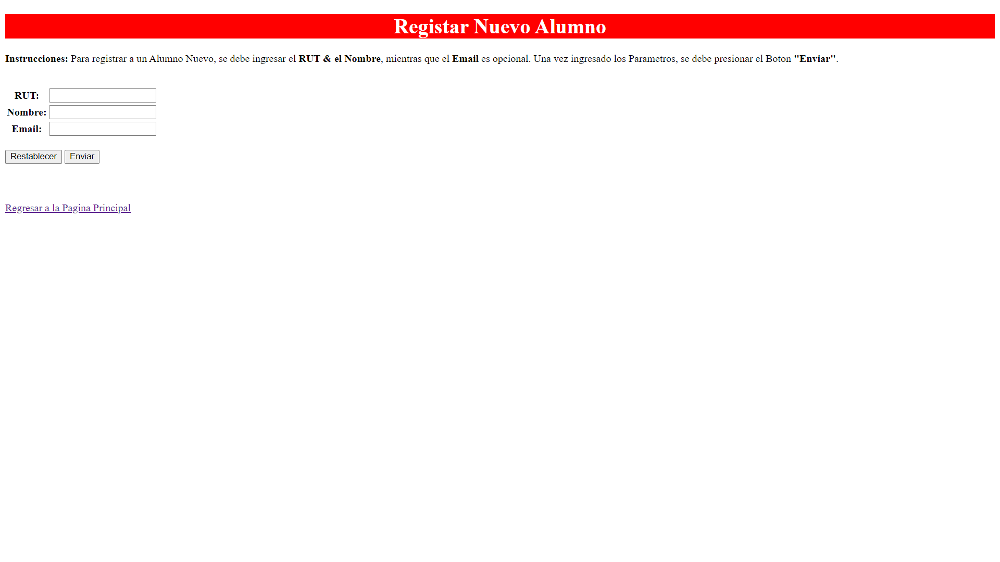 Registar Nuevo Alumno
Instrucciones: Para registrar a un Alumno Nuevo, se debe ingresar el RUT & el Nombre, mientras que el Email es opcional. Una vez ingresado los Parametros, se debe presionar el Boton "Enviar".
RUT:
Nombre:
Email:
Restablecer Enviar
Regresar a la Pagina Principal